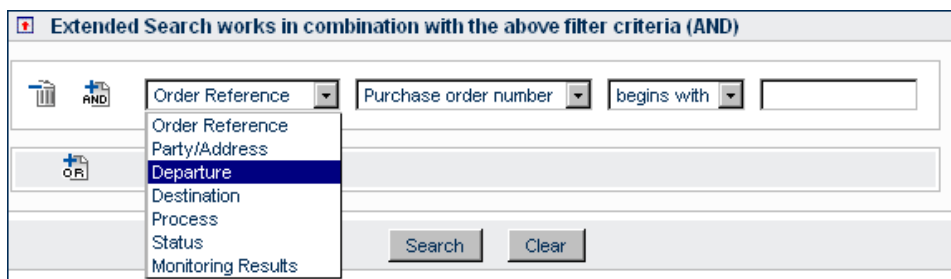 Extended Search works in combination with the above filter criteria (AND)
AND Order Reference Purchase order number begins with
Order Reference
Party/Address
OR
Departure
Destination
Process
Status
Search Clear
Monitoring Results